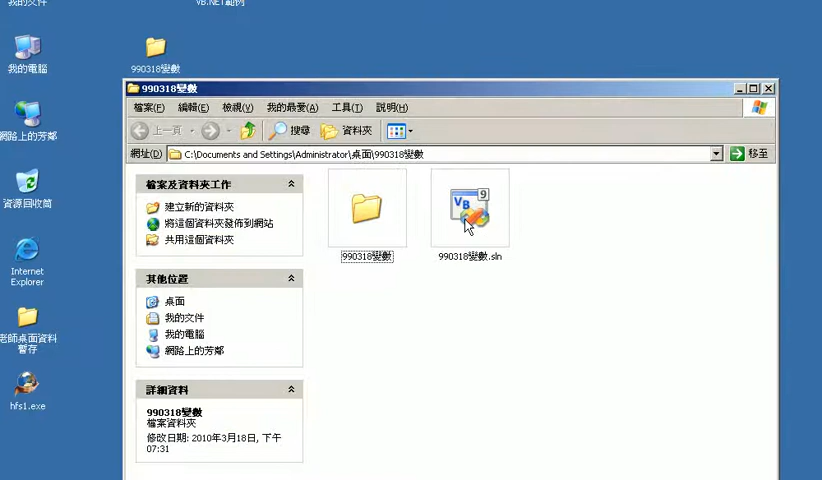 我的文件
VB.NET範例
我的電腦
990318變數
網路上的芳鄰
資源回收筒
Internet
Explorer
老師桌面資料
暫存
hfs1.exe
990318變數
檔案(F) 編輯(E) 檢視(V) 我的最愛(A) 工具(T) 說明(H)
上一頁 搜尋 資料夾
網址(D) C:\Documents and Settings\Administrator\桌面\990318變數 移至
檔案及資料夾工作
建立新的資料夾
將這個資料夾發佈到網站
共用這個資料夾
其他位置
桌面
我的文件
我的電腦
網路上的芳鄰
詳細資料
990318變數
檔案資料夾
修改日期: 2010年3月18日, 下午
07:31
990318變數
VB 9
990318變數.sln